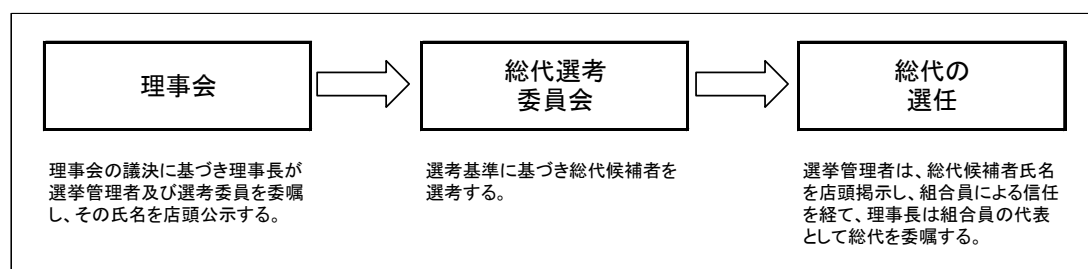 理事会
総代選考
委員会
総代の
選任
理事会の議決に基づき理事長が
選挙管理者及び選考委員を委嘱
し、その氏名を店頭公示する。
選考基準に基づき総代候補者を
選考する。
選挙管理者は、総代候補者氏名
を店頭掲示し、組合員による信任
を経て、理事長は組合員の代表
として総代を委嘱する。